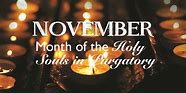 NOVEMBER
Month of the Holy
Souls in Purgatory